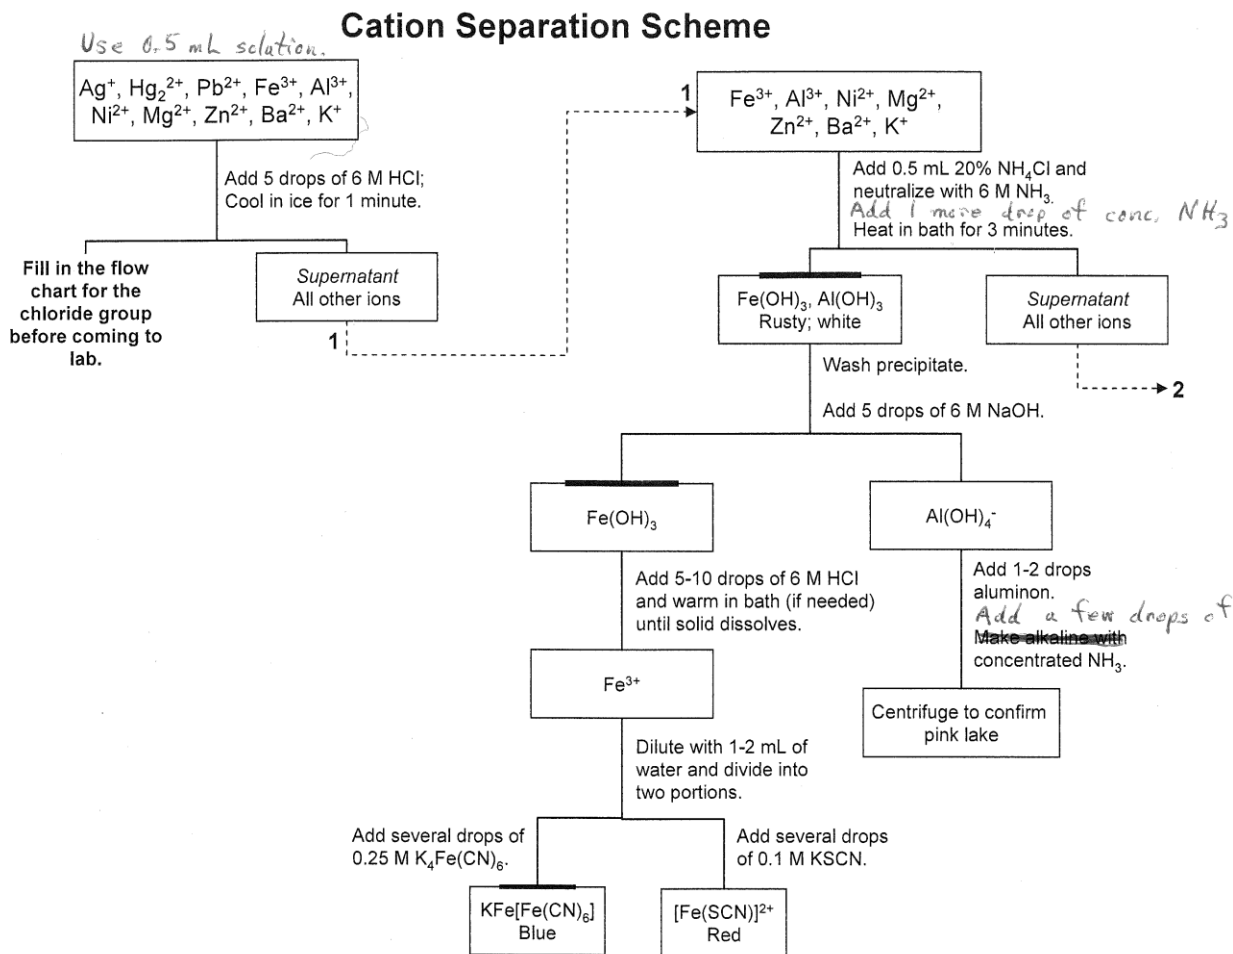 Cation Separation Scheme
Use 0.5 mL solution.
Ag⁺, Hg₂²⁺, Pb²⁺, Fe³⁺, Al³⁺,
Ni²⁺, Mg²⁺, Zn²⁺, Ba²⁺, K⁺
Add 5 drops of 6 M HCl;
Cool in ice for 1 minute.
Fill in the flow
chart for the
chloride group
before coming to
lab.
Supernatant
All other ions
1
1
Fe³⁺, Al³⁺, Ni²⁺, Mg²⁺,
Zn²⁺, Ba²⁺, K⁺
Add 0.5 mL 20% NH₄Cl and
neutralize with 6 M NH₃.
Add 1 more drop of conc. NH₃
Heat in bath for 3 minutes.
Fe(OH)₃, Al(OH)₃
Rusty; white
Supernatant
All other ions
2
Wash precipitate.
Add 5 drops of 6 M NaOH.
Fe(OH)₃
Al(OH)₄⁻
Add 5-10 drops of 6 M HCl
and warm in bath (if needed)
until solid dissolves.
Add 1-2 drops
aluminon.
Add a few drops of
Make alkaline with
concentrated NH₃.
Fe³⁺
Centrifuge to confirm
pink lake
Dilute with 1-2 mL of
water and divide into
two portions.
Add several drops of
0.25 M K₄Fe(CN)₆.
Add several drops
of 0.1 M KSCN.
KFe[Fe(CN)₆]
Blue
[Fe(SCN)]²⁺
Red